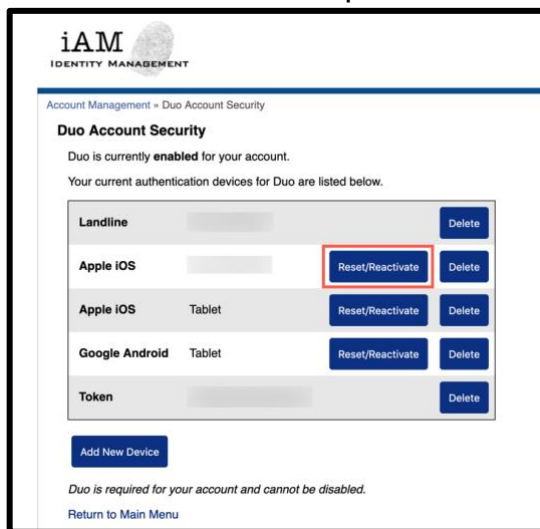 iAM
IDENTITY MANAGEMENT
Account Management » Duo Account Security
Duo Account Security
Duo is currently enabled for your account.
Your current authentication devices for Duo are listed below.
Landline Delete
Apple iOS Reset/Reactivate Delete
Apple iOS Tablet Reset/Reactivate Delete
Google Android Tablet Reset/Reactivate Delete
Token Delete
Add New Device
Duo is required for your account and cannot be disabled.
Return to Main Menu